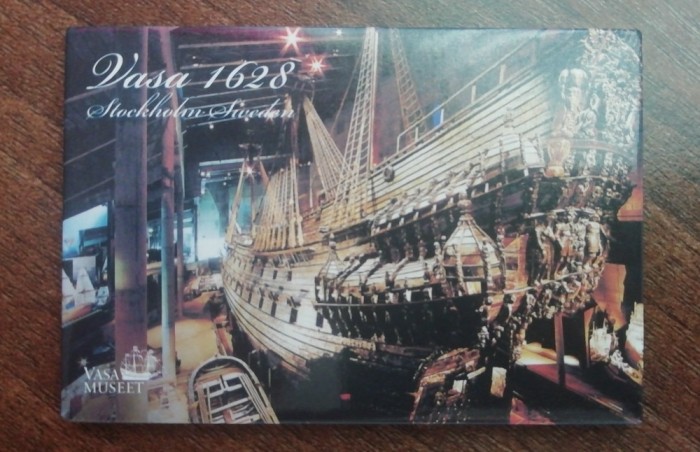 Vasa 1628
Stockholm Sweden
VASA
MUSEET